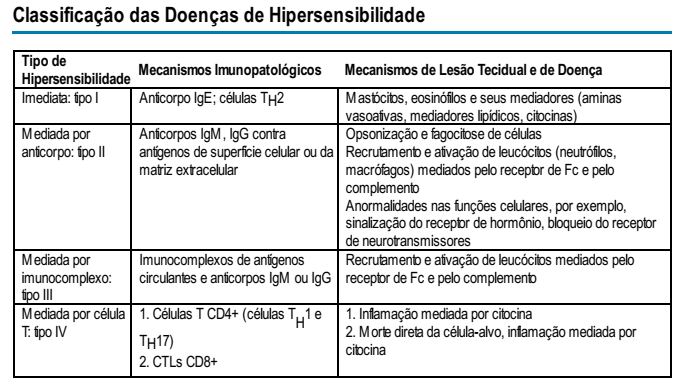 Classificação das Doenças de Hipersensibilidade
Tipo de
Hipersensibilidade
Mecanismos Imunopatológicos
Mecanismos de Lesão Tecidual e de Doença
Imediata: tipo I
Anticorpo IgE; células TH2
Mastócitos, eosinófilos e seus mediadores (aminas
vasoativas, mediadores lipídicos, citocinas)
Mediada por
anticorpo: tipo II
Anticorpos IgM, IgG contra
antígenos de superfície celular ou da
matriz extracelular
Opsonização e fagocitose de células
Recrutamento e ativação de leucócitos (neutrófilos,
macrófagos) mediados pelo receptor de Fc e pelo
complemento
Anormalidades nas funções celulares, por exemplo,
sinalização do receptor de hormônio, bloqueio do receptor
de neurotransmissores
Mediada por
imunocomplexo:
tipo III
Imunocomplexos de antígenos
circulantes e anticorpos IgM ou IgG
Recrutamento e ativação de leucócitos mediados pelo
receptor de Fc e pelo complemento
Mediada por célula
T: tipo IV
1. Células T CD4+ (células TH1 e
TH17)
2. CTLs CD8+
1. Inflamação mediada por citocina
2. Morte direta da célula-alvo, inflamação mediada por
citocina